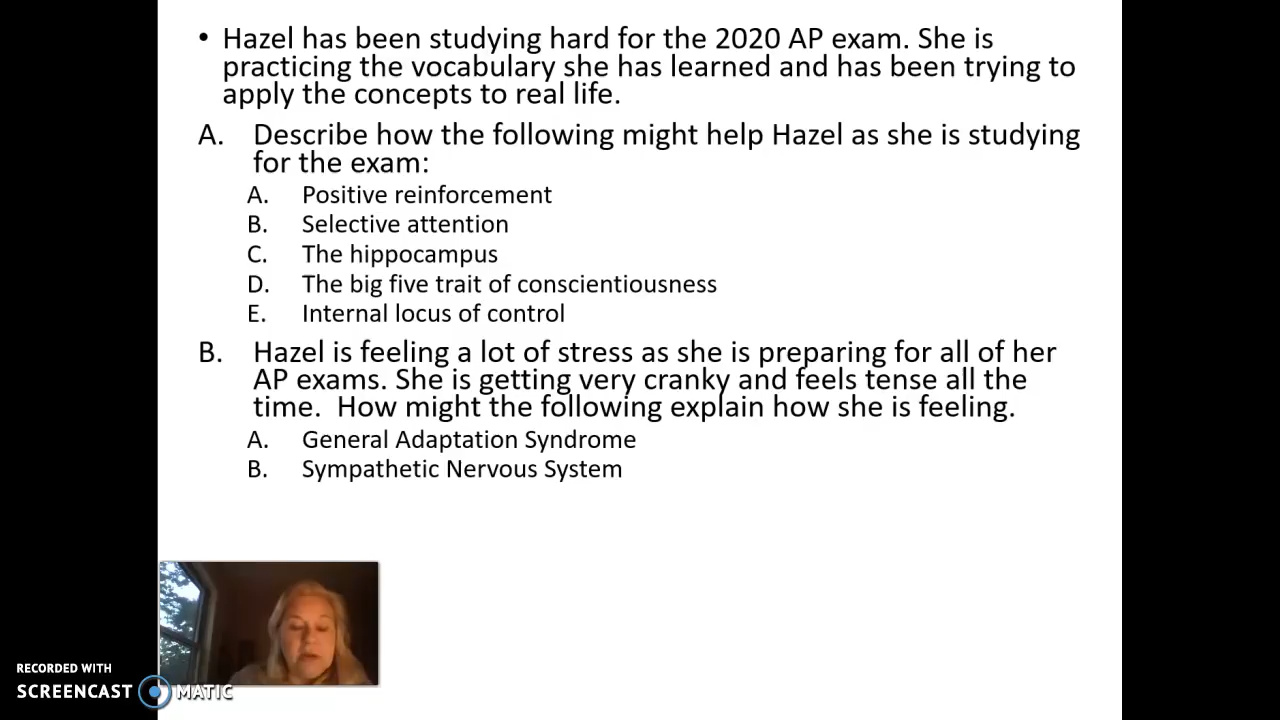 • Hazel has been studying hard for the 2020 AP exam. She is
practicing the vocabulary she has learned and has been trying to
apply the concepts to real life.
A. Describe how the following might help Hazel as she is studying
for the exam:
A. Positive reinforcement
B. Selective attention
C. The hippocampus
D. The big five trait of conscientiousness
E. Internal locus of control
B. Hazel is feeling a lot of stress as she is preparing for all of her
AP exams. She is getting very cranky and feels tense all the
time. How might the following explain how she is feeling.
A. General Adaptation Syndrome
B. Sympathetic Nervous System
RECORDED WITH
SCREENCAST MATIC